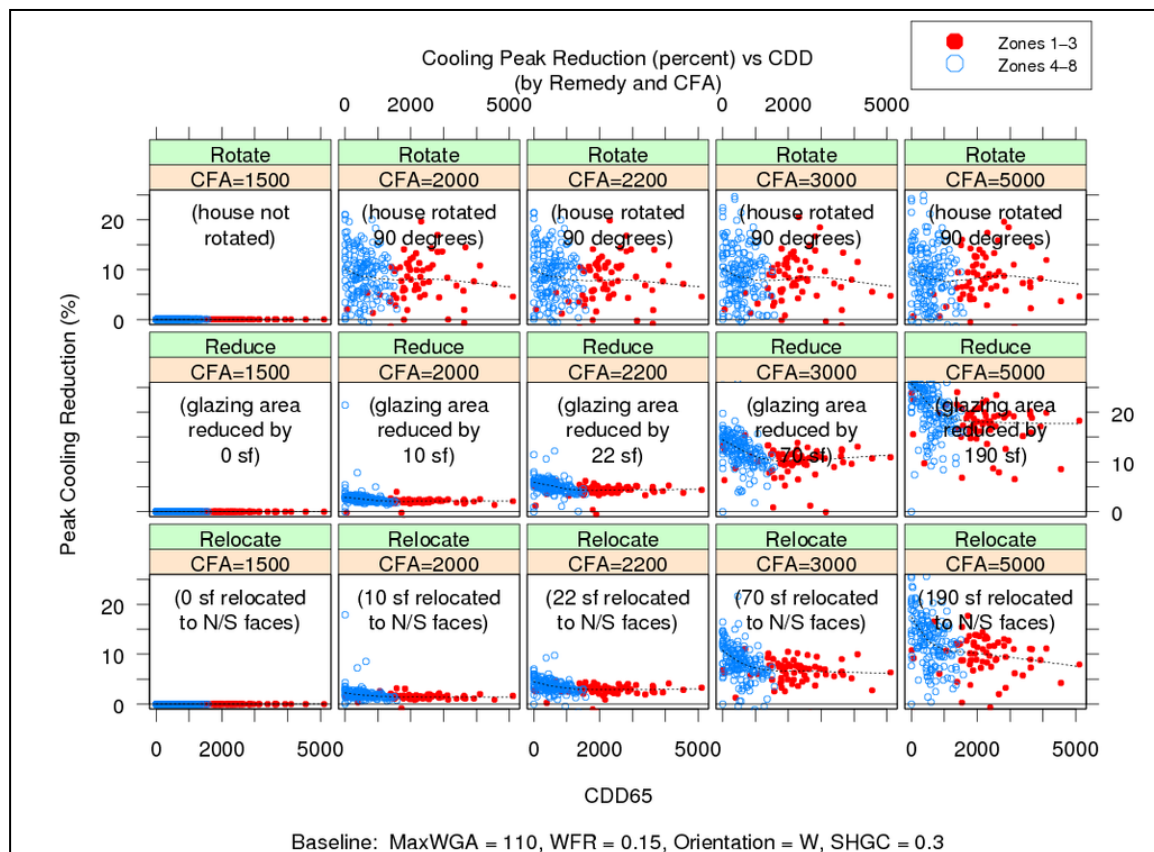 Zones 1–3
Zones 4–8
Cooling Peak Reduction (percent) vs CDD
(by Remedy and CFA)
0 2000 5000 0 2000 5000
Rotate Rotate Rotate Rotate Rotate
CFA=1500 CFA=2000 CFA=2200 CFA=3000 CFA=5000
(house not (house rotated (house rotated (house rotated (house rotated
rotated) 90 degrees) 90 degrees) 90 degrees) 90 degrees)
20
10
0
Reduce Reduce Reduce Reduce Reduce
CFA=1500 CFA=2000 CFA=2200 CFA=3000 CFA=5000
(glazing area (glazing area (glazing area (glazing area (glazing area
reduced by reduced by reduced by reduced by reduced by
0 sf) 10 sf) 22 sf) 70 sf) 190 sf)
20
10
0
Relocate Relocate Relocate Relocate Relocate
CFA=1500 CFA=2000 CFA=2200 CFA=3000 CFA=5000
(0 sf relocated (10 sf relocated (22 sf relocated (70 sf relocated (190 sf relocated
to N/S faces) to N/S faces) to N/S faces) to N/S faces) to N/S faces)
20
10
0
Peak Cooling Reduction (%)
0 2000 5000 0 2000 5000 0 2000 5000
CDD65
Baseline: MaxWGA = 110, WFR = 0.15, Orientation = W, SHGC = 0.3